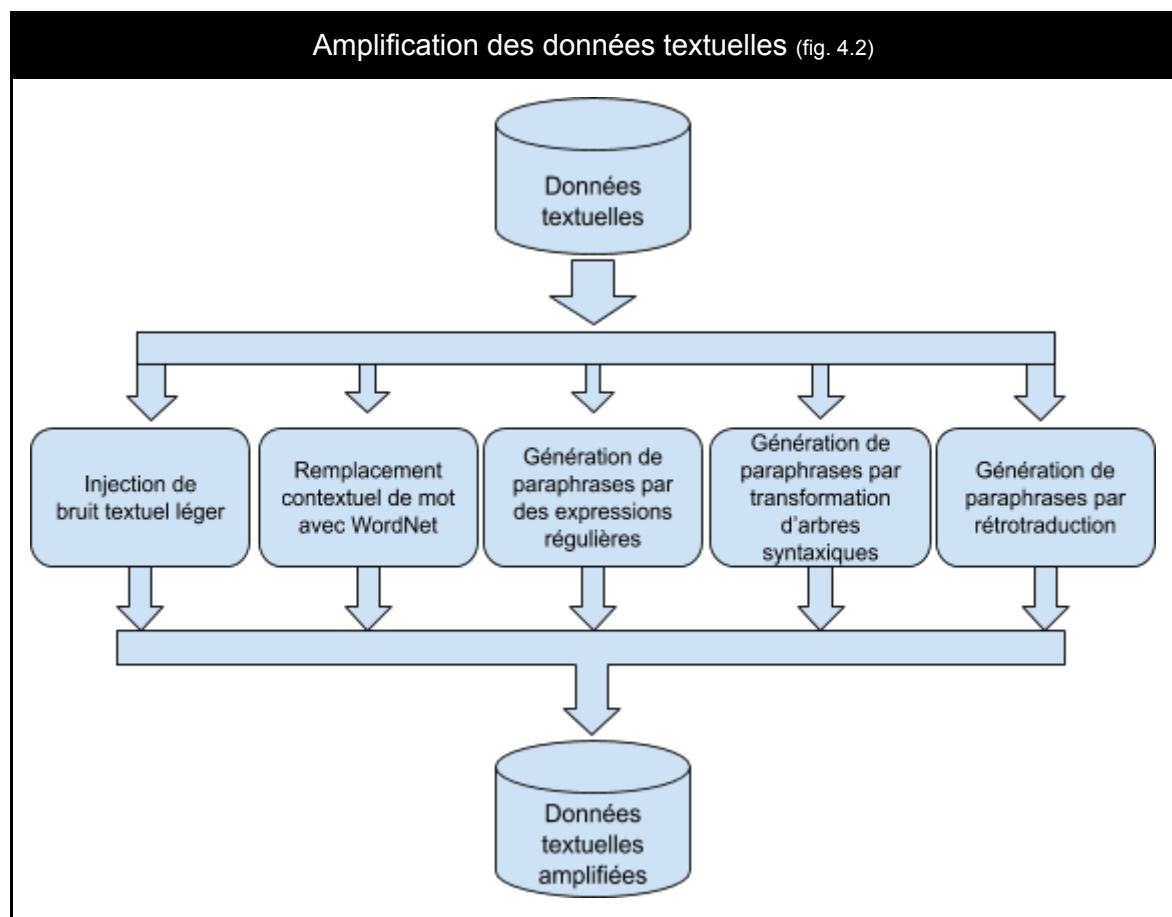 Amplification des données textuelles (fig. 4.2)
Données
textuelles
Injection de
bruit textuel léger
Remplacement
contextuel de mot
avec WordNet
Génération de
paraphrases par
des expressions
régulières
Génération de
paraphrases par
transformation
d'arbres
syntaxiques
Génération de
paraphrases par
rétrotraduction
Données
textuelles
amplifiées